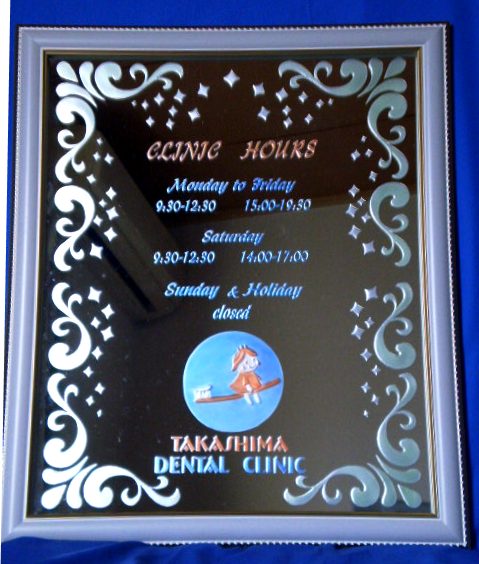 CLINIC HOURS
Monday to Friday
9:30-12:30 15:00-19:30
Saturday
9:30-12:30 14:00-17:00
Sunday & Holiday
closed
TAKASHIMA
DENTAL CLINIC